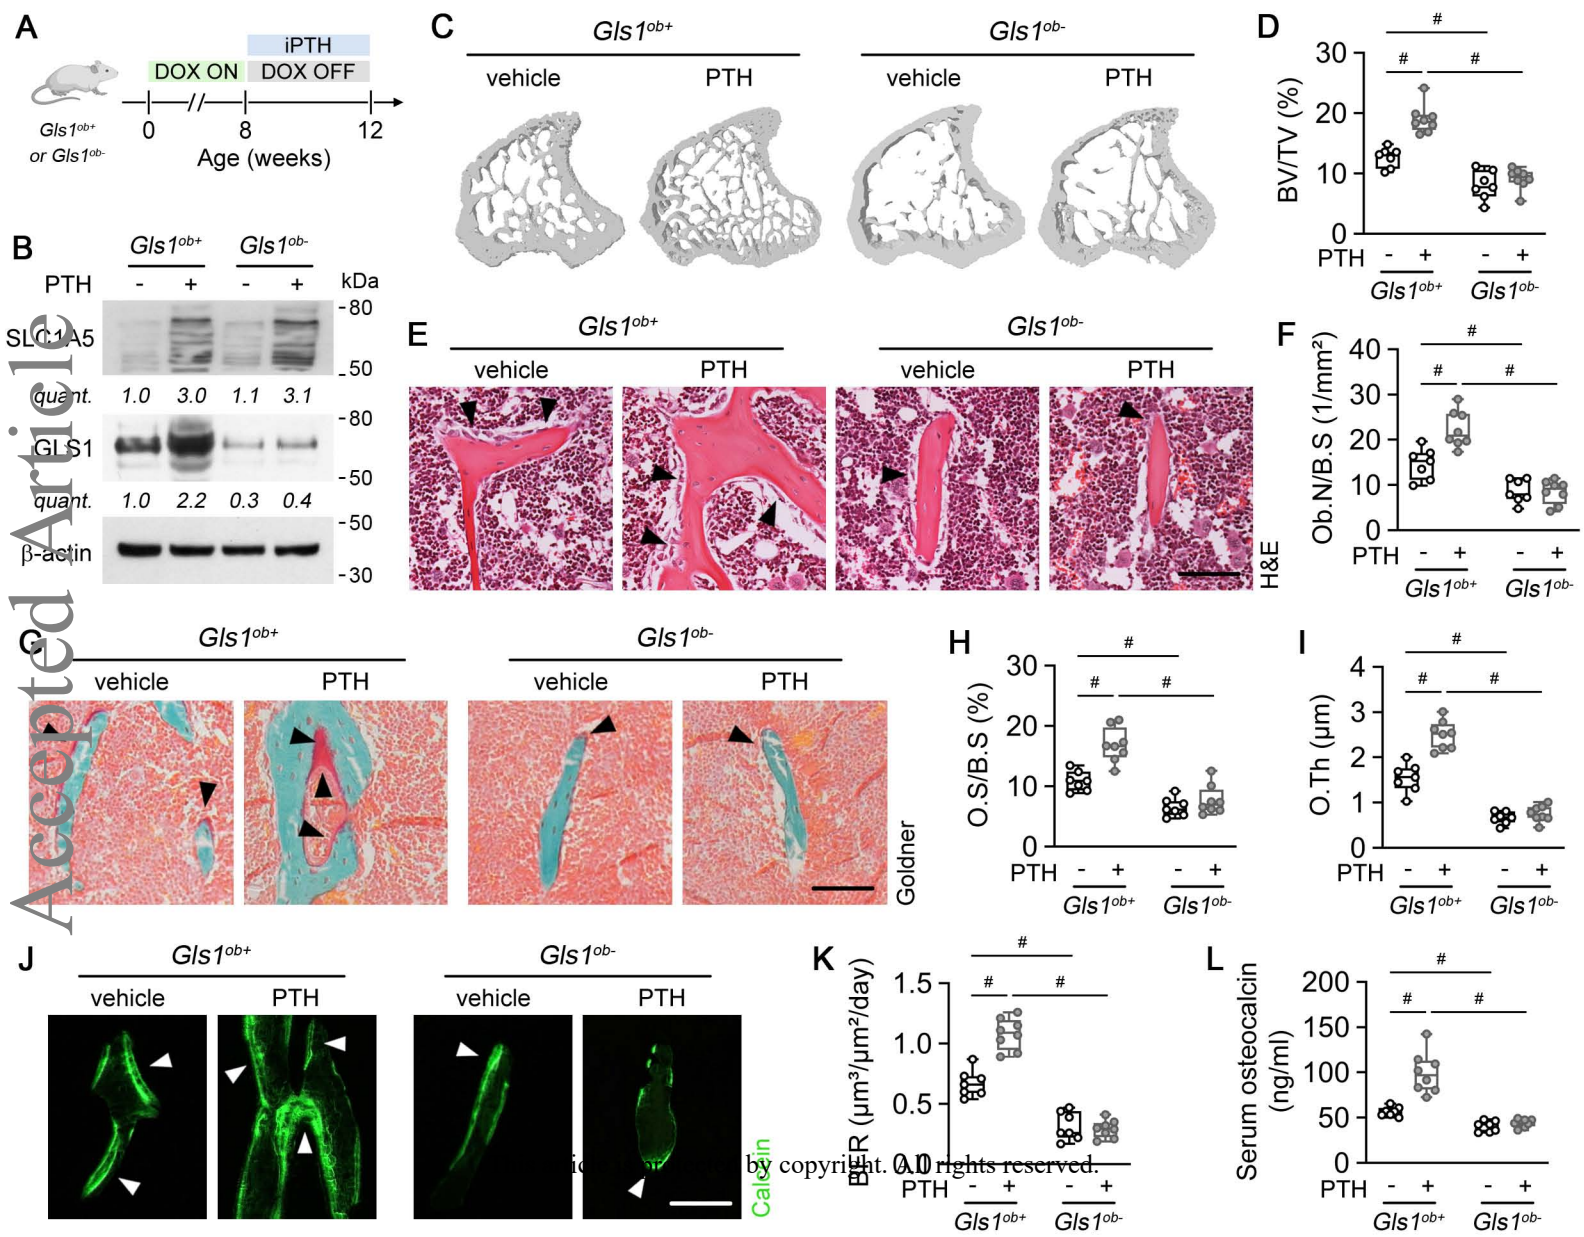 A
iPTH
DOX ON
DOX OFF
0
8
12
Age (weeks)
Gls1ob+
or Gls1ob-
B
Gls1ob+
Gls1ob-
PTH
-
+
-
+
kDa
SLC1A5
-80
-50
quant.
1.0
3.0
1.1
3.1
GLS1
-80
-50
quant.
1.0
2.2
0.3
0.4
β-actin
-50
-30
C
Gls1ob+
Gls1ob-
vehicle
PTH
vehicle
PTH
D
BV/TV (%)
30
20
10
0
#
#
#
PTH
-
+
-
+
Gls1ob+
Gls1ob-
E
Gls1ob+
Gls1ob-
vehicle
PTH
vehicle
PTH
H&E
F
Ob.N/B.S (1/mm²)
40
30
20
10
0
#
#
#
PTH
-
+
-
+
Gls1ob+
Gls1ob-
G
Gls1ob+
Gls1ob-
vehicle
PTH
vehicle
PTH
Goldner
H
O.S/B.S (%)
30
20
10
0
#
#
#
PTH
-
+
-
+
Gls1ob+
Gls1ob-
I
O.Th (μm)
4
3
2
1
0
#
#
#
PTH
-
+
-
+
Gls1ob+
Gls1ob-
J
Gls1ob+
Gls1ob-
vehicle
PTH
vehicle
PTH
Calcein
K
BFR (μm³/μm²/day)
1.5
1.0
0.5
0.0
#
#
#
PTH
-
+
-
+
Gls1ob+
Gls1ob-
L
Serum osteocalcin
(ng/ml)
200
150
100
50
0
#
#
#
PTH
-
+
-
+
Gls1ob+
Gls1ob-
Accepted Article
by copyright. All rights reserved.